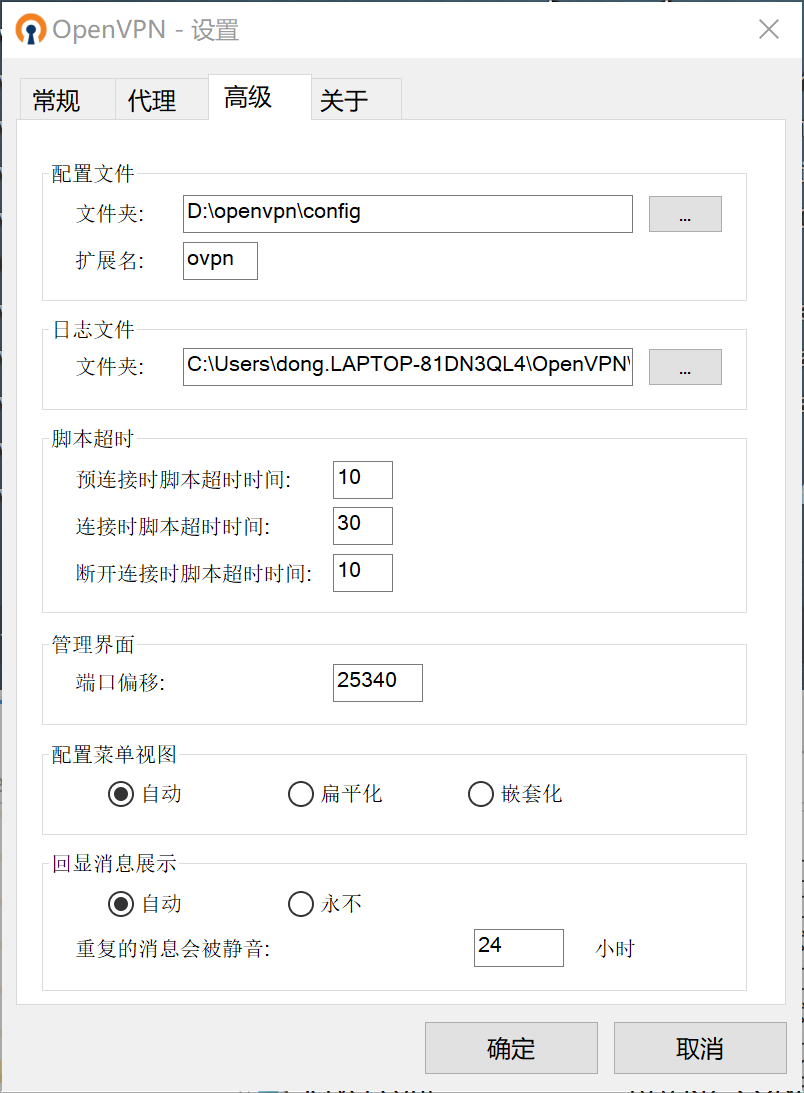 OpenVPN - 设置
常规 代理 高级 关于
配置文件
文件夹: D:\openvpn\config ...
扩展名: ovpn
日志文件
文件夹: C:\Users\dong.LAPTOP-81DN3QL4\OpenVPN\ ...
脚本超时
预连接时脚本超时时间: 10
连接时脚本超时时间: 30
断开连接时脚本超时时间: 10
管理界面
端口偏移: 25340
配置菜单视图
自动 扁平化 嵌套化
回显消息展示
自动 永不
重复的消息会被静音: 24 小时
确定 取消